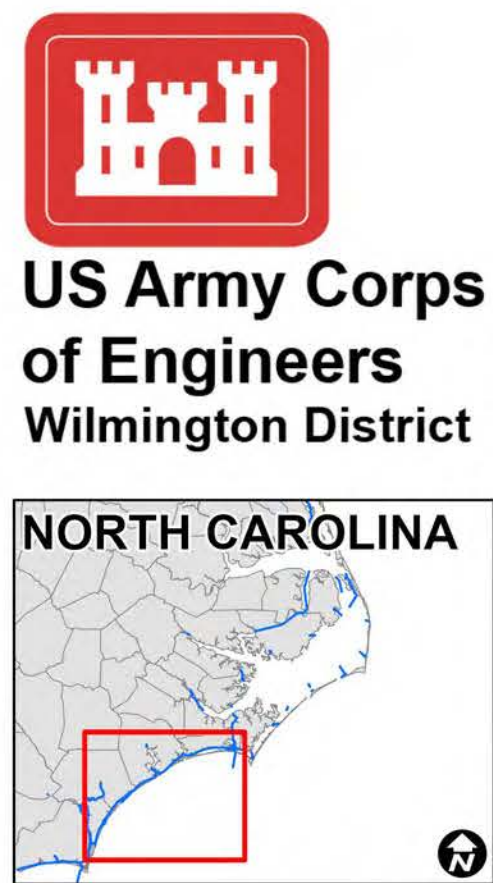 US Army Corps
of Engineers
Wilmington District
NORTH CAROLINA
N